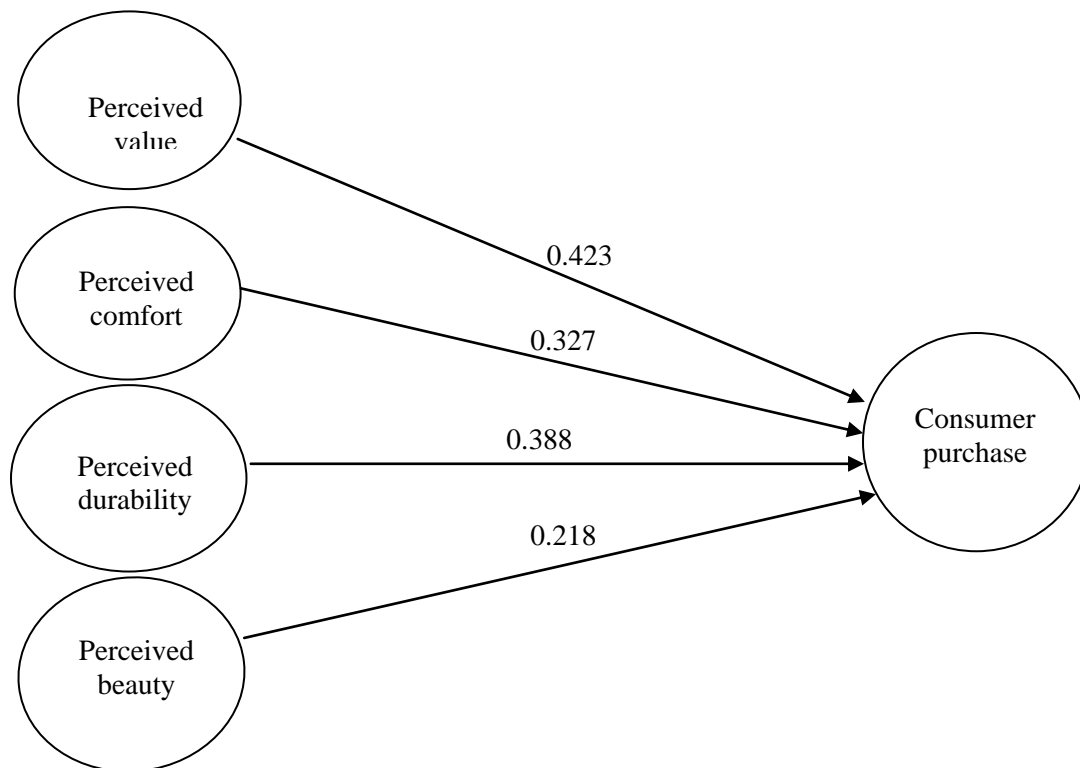 Perceived
value
0.423
Perceived
comfort
0.327
Consumer
purchase
0.388
Perceived
durability
0.218
Perceived
beauty